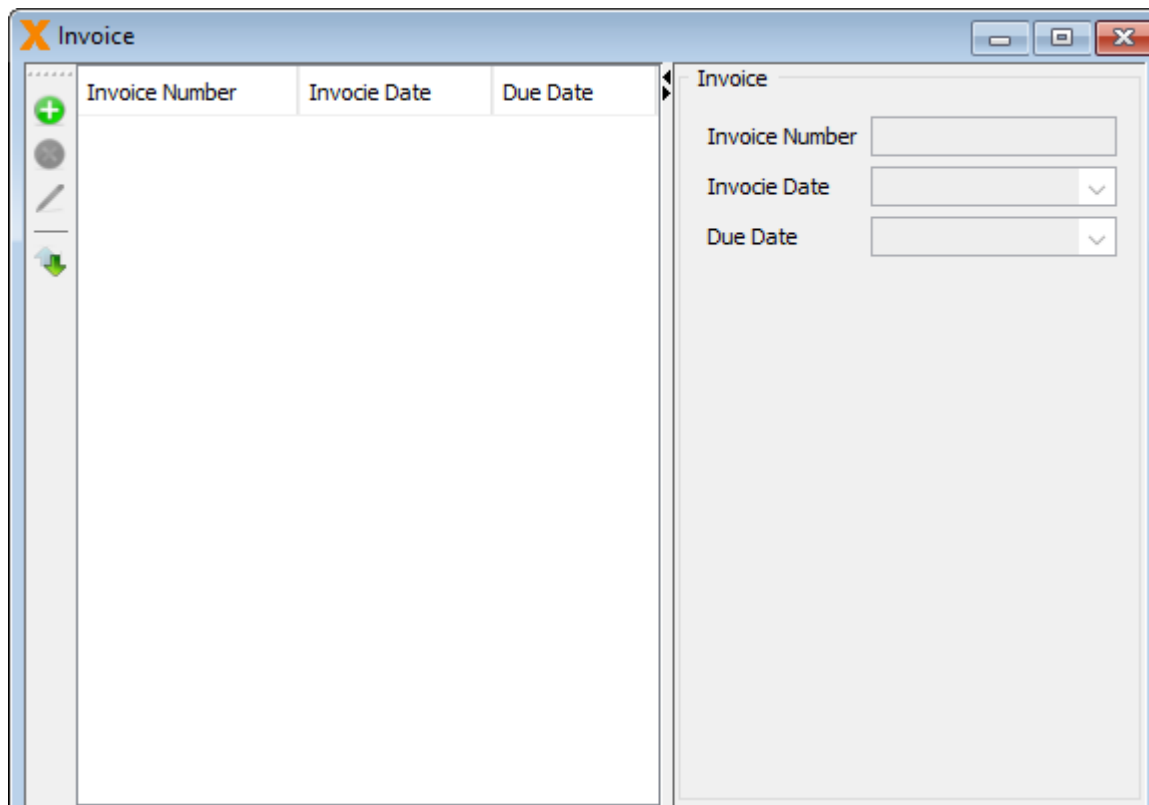 Invoice
Invoice Number Invocie Date Due Date
Invoice
Invoice Number
Invocie Date
Due Date